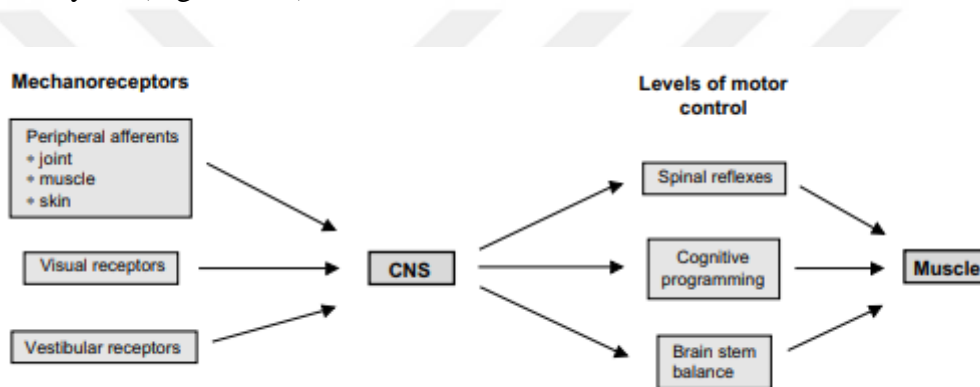 Mechanoreceptors
Peripheral afferents
* joint
* muscle
* skin
Visual receptors
Vestibular receptors
CNS
Levels of motor
control
Spinal reflexes
Cognitive
programming
Brain stem
balance
Muscle